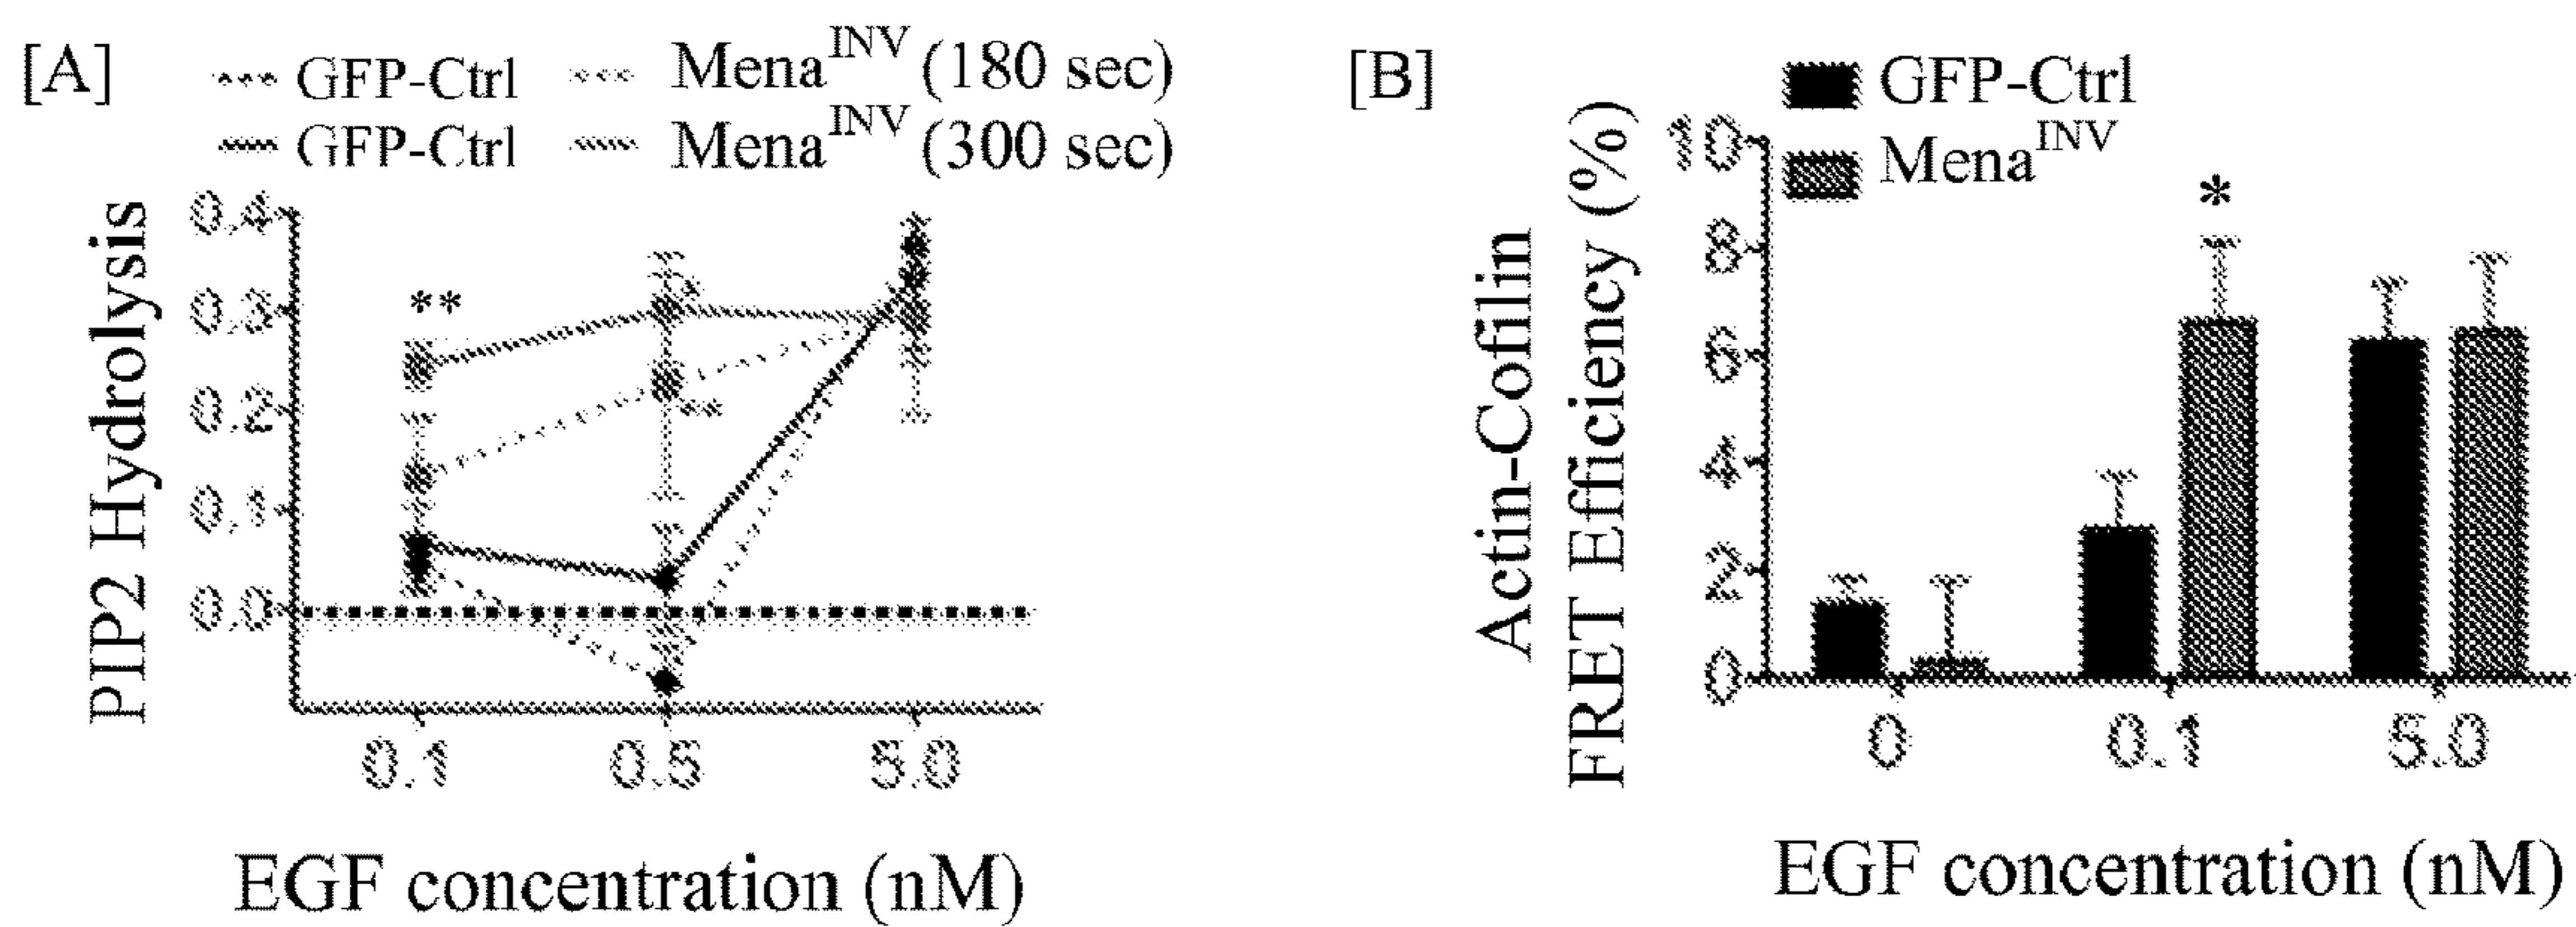 [A] GFP-Ctrl Mena^INV (180 sec)
GFP-Ctrl Mena^INV (300 sec)
PIP2 Hydrolysis
0.4
0.3
0.2
0.1
0.0
**
*
**
0.1 0.5 5.0
EGF concentration (nM)
[B] GFP-Ctrl
Mena^INV
Actin-Cofilin
FRET Efficiency (%)
10
8
6
4
2
0
*
0 0.1 5.0
EGF concentration (nM)